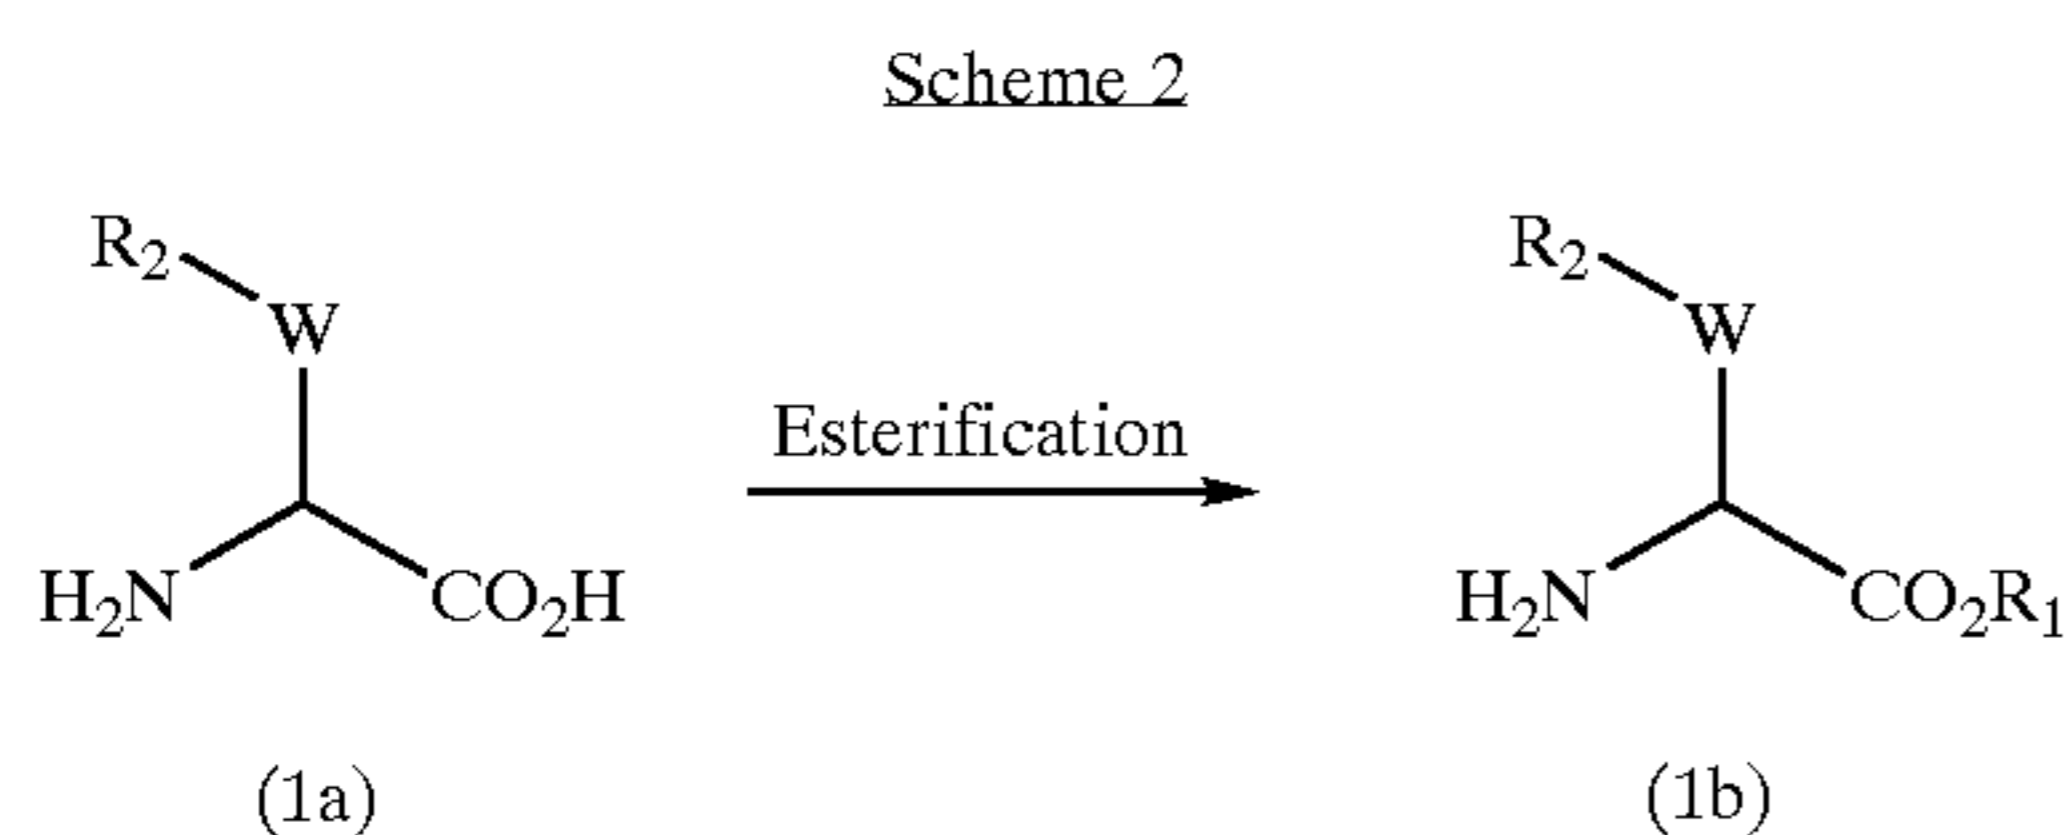 Scheme 2
R2 R2
W W
Esterification
H2N CO2H H2N CO2R1
(1a) (1b)